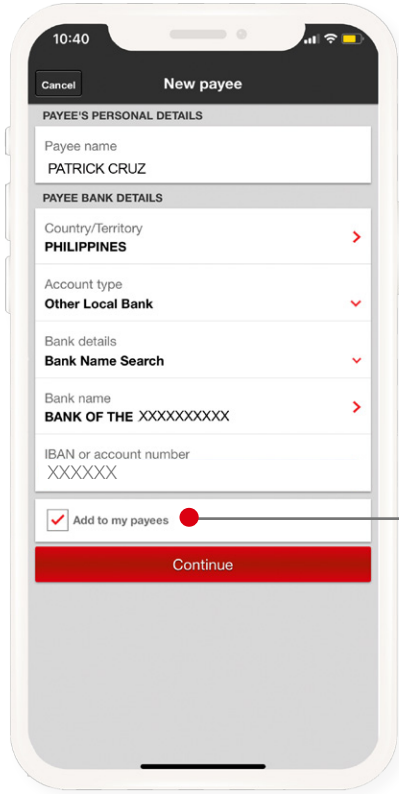 10:40
Cancel
New payee
PAYEE'S PERSONAL DETAILS
Payee name
PATRICK CRUZ
PAYEE BANK DETAILS
Country/Territory
PHILIPPINES
Account type
Other Local Bank
Bank details
Bank Name Search
Bank name
BANK OF THE XXXXXXXXXX
IBAN or account number
XXXXXX
Add to my payees
Continue